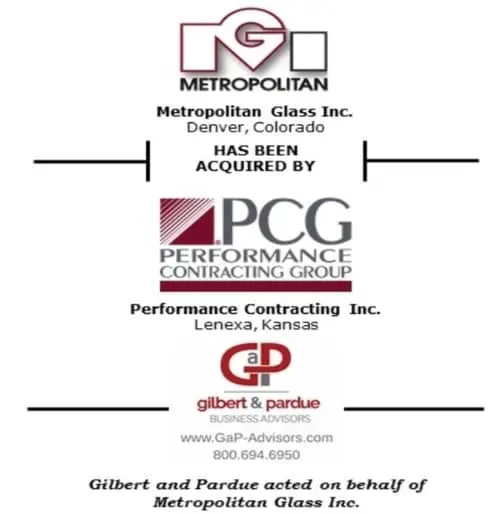 MGI
METROPOLITAN
Metropolitan Glass Inc.
Denver, Colorado
HAS BEEN
ACQUIRED BY
PCG
PERFORMANCE
CONTRACTING GROUP
Performance Contracting Inc.
Lenexa, Kansas
GaP
gilbert & pardue
BUSINESS ADVISORS
www.GaP-Advisors.com
800.694.6950
Gilbert and Pardue acted on behalf of
Metropolitan Glass Inc.